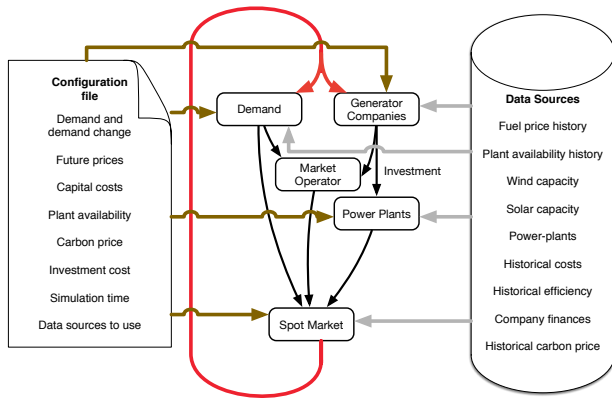 Configuration
file
Demand and
demand change
Future prices
Capital costs
Plant availability
Carbon price
Investment cost
Simulation time
Data sources to use
Demand
Generator
Companies
Market
Operator
Investment
Power Plants
Spot Market
Data Sources
Fuel price history
Plant availability history
Wind capacity
Solar capacity
Power-plants
Historical costs
Historical efficiency
Company finances
Historical carbon price